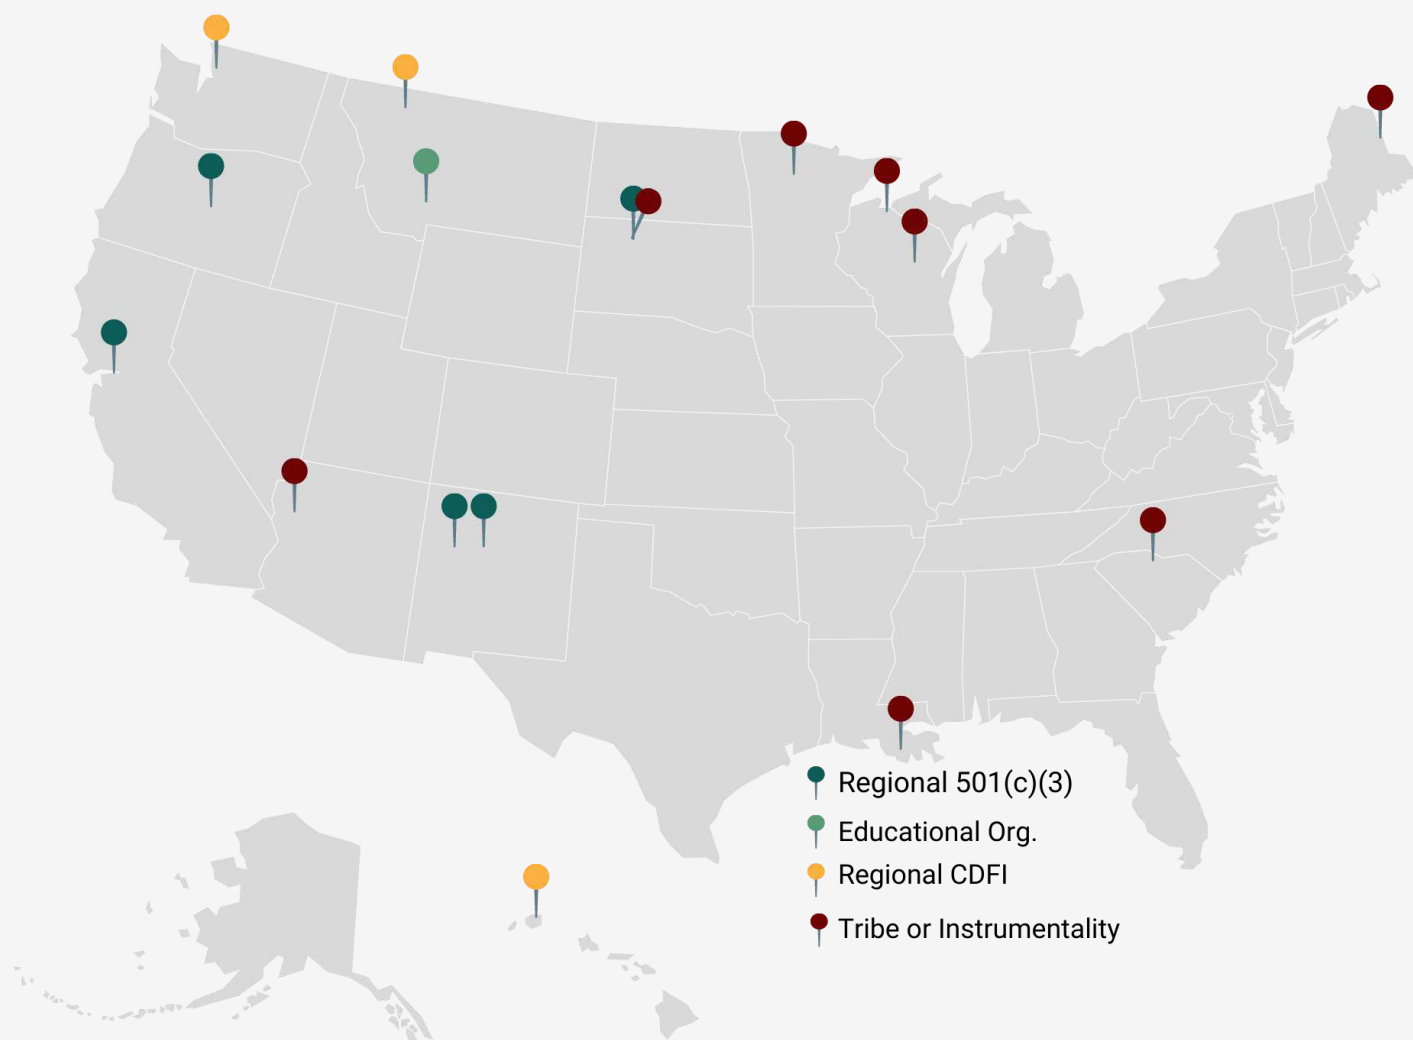 Regional 501(c)(3)
Educational Org.
Regional CDFI
Tribe or Instrumentality